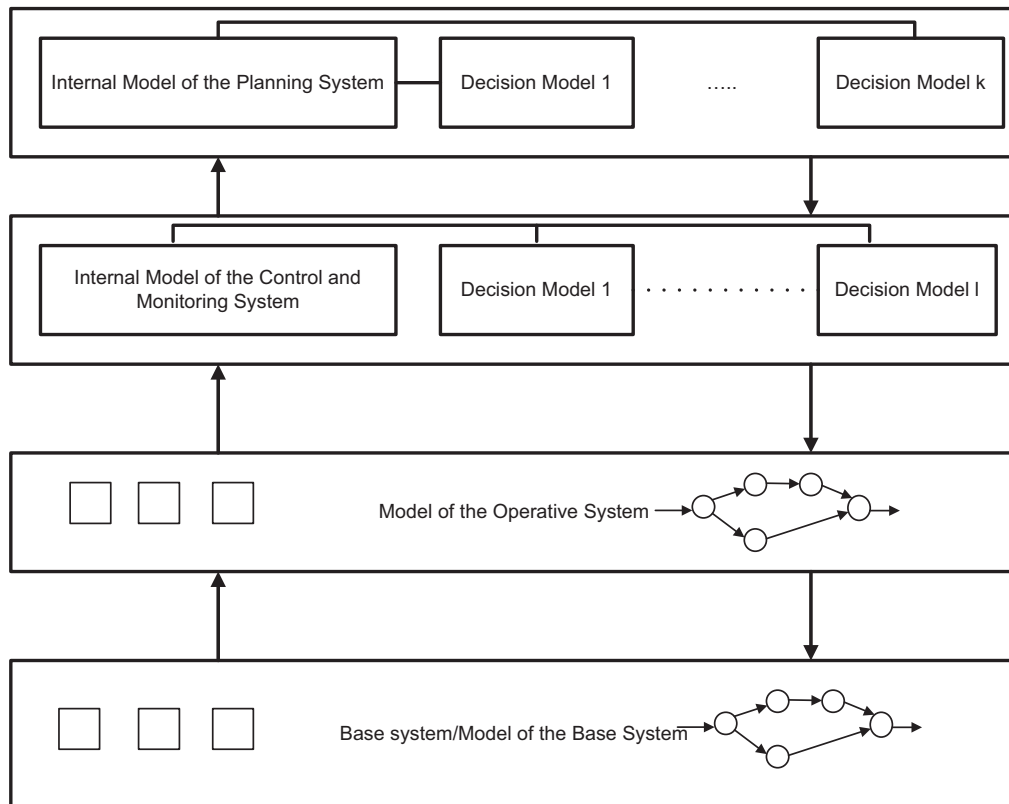 Internal Model of the Planning System
Decision Model 1
.....
Decision Model k
Internal Model of the Control and
Monitoring System
Decision Model 1
Decision Model l
Model of the Operative System
Base system/Model of the Base System